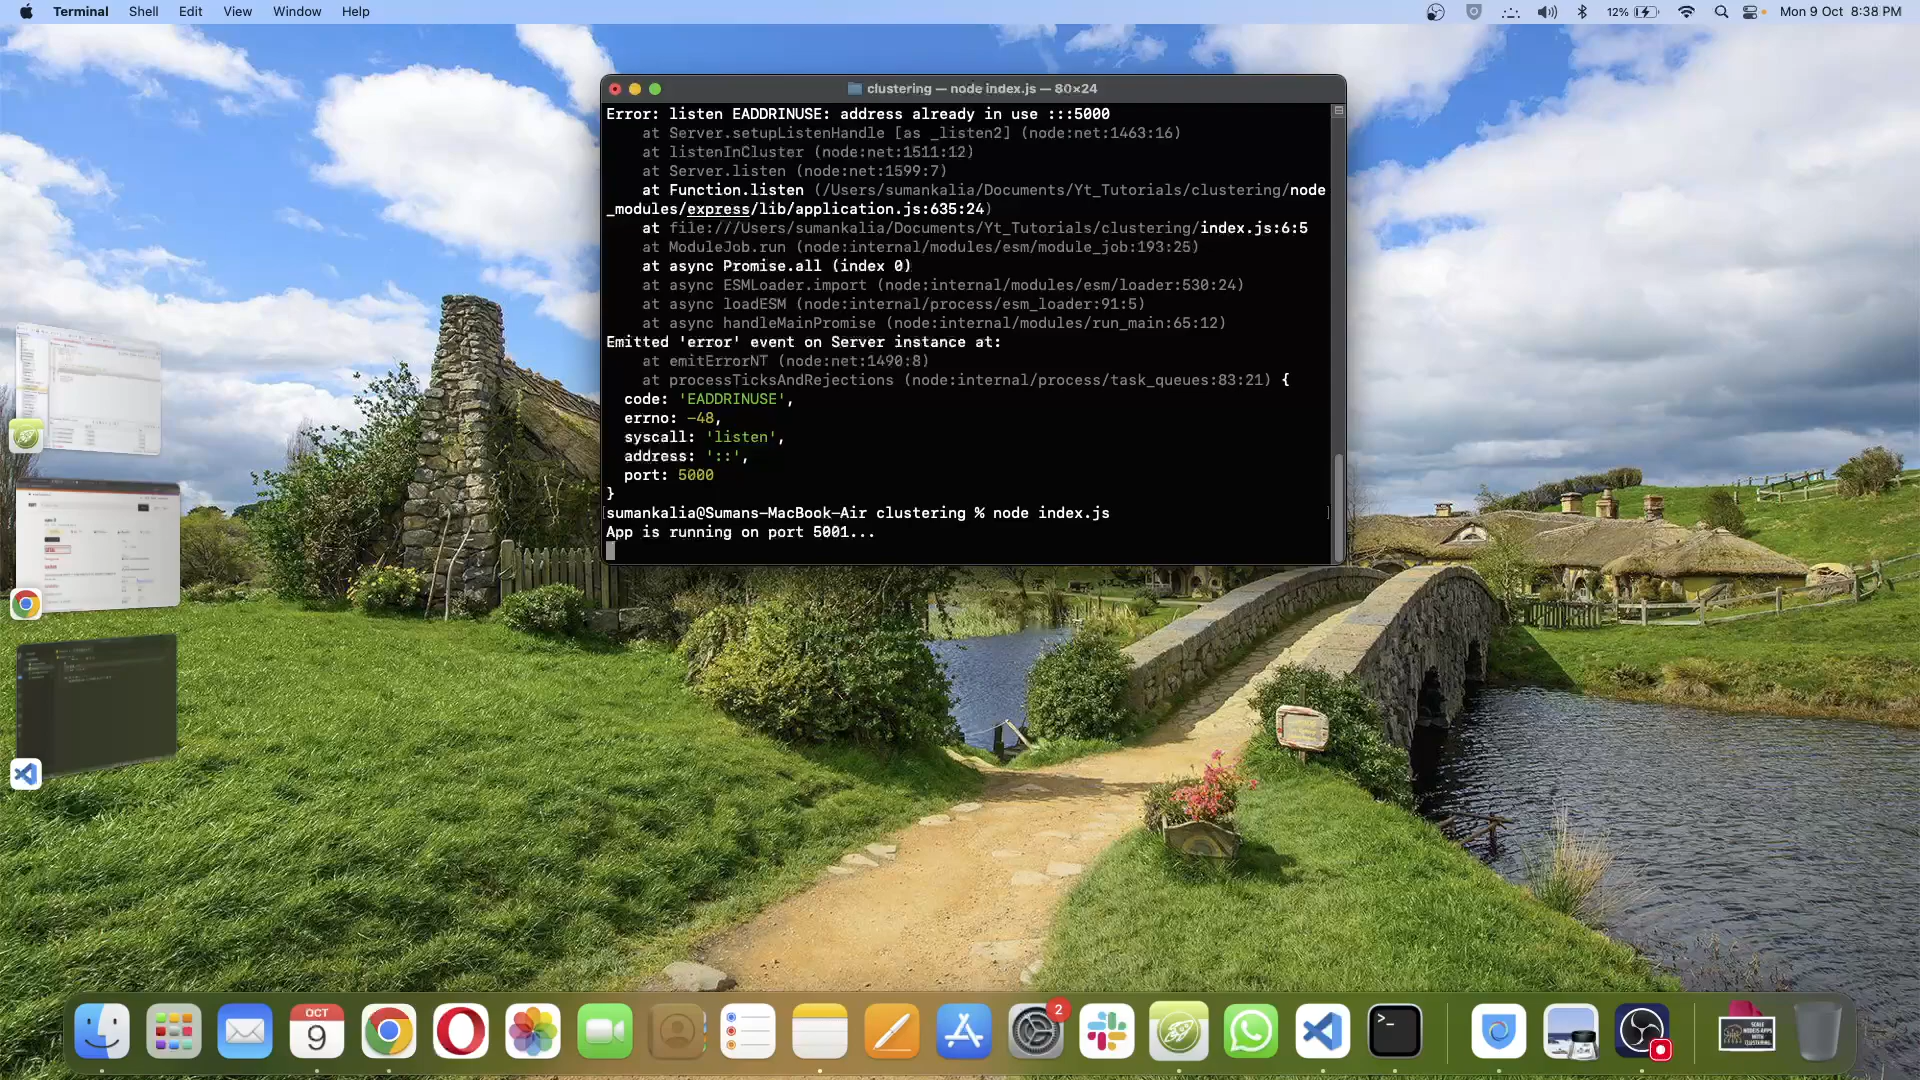 Terminal Shell Edit View Window Help
12% Mon 9 Oct 8:38 PM
clustering — node index.js — 80×24
Error: listen EADDRINUSE: address already in use :::5000
at Server.setupListenHandle [as _listen2] (node:net:1463:16)
at listenInCluster (node:net:1511:12)
at Server.listen (node:net:1599:7)
at Function.listen (/Users/sumankalia/Documents/Yt_Tutorials/clustering/node
_modules/express/lib/application.js:635:24)
at file:///Users/sumankalia/Documents/Yt_Tutorials/clustering/index.js:6:5
at ModuleJob.run (node:internal/modules/esm/module_job:193:25)
at async Promise.all (index 0)
at async ESMLoader.import (node:internal/modules/esm/loader:530:24)
at async loadESM (node:internal/process/esm_loader:91:5)
at async handleMainPromise (node:internal/modules/run_main:65:12)
Emitted 'error' event on Server instance at:
at emitErrorNT (node:net:1490:8)
at processTicksAndRejections (node:internal/process/task_queues:83:21) {
code: 'EADDRINUSE',
errno: -48,
syscall: 'listen',
address: '::',
port: 5000
}
sumankalia@Sumans-MacBook-Air clustering % node index.js
App is running on port 5001...
OCT
9
2
>_
SCALE
NODEJS APPS
WITH
CLUSTERING